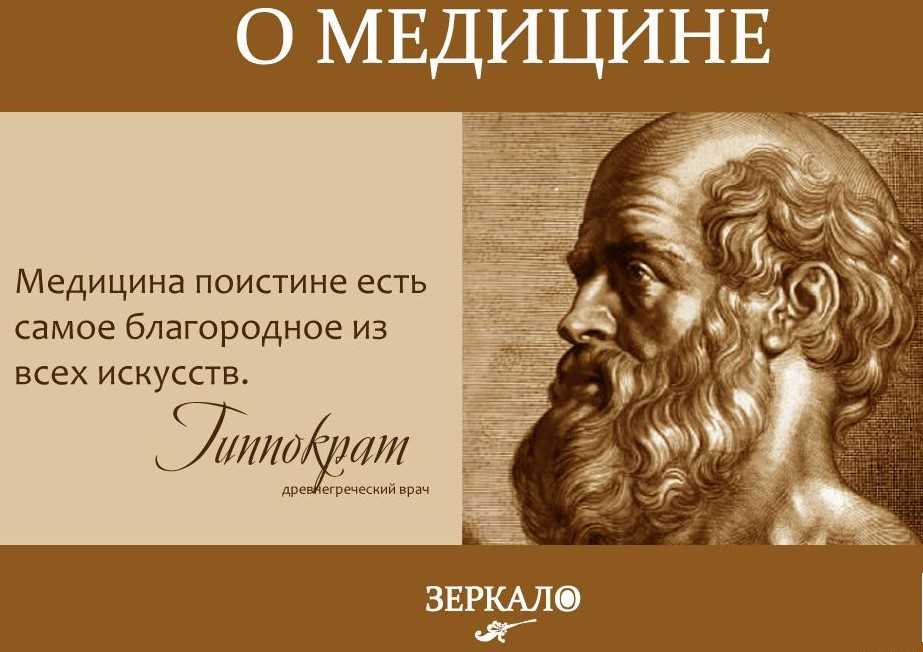 О МЕДИЦИНЕ
Медицина поистине есть
самое благородное из
всех искусств.
Гиппократ
древнегреческий врач
ЗЕРКАЛО